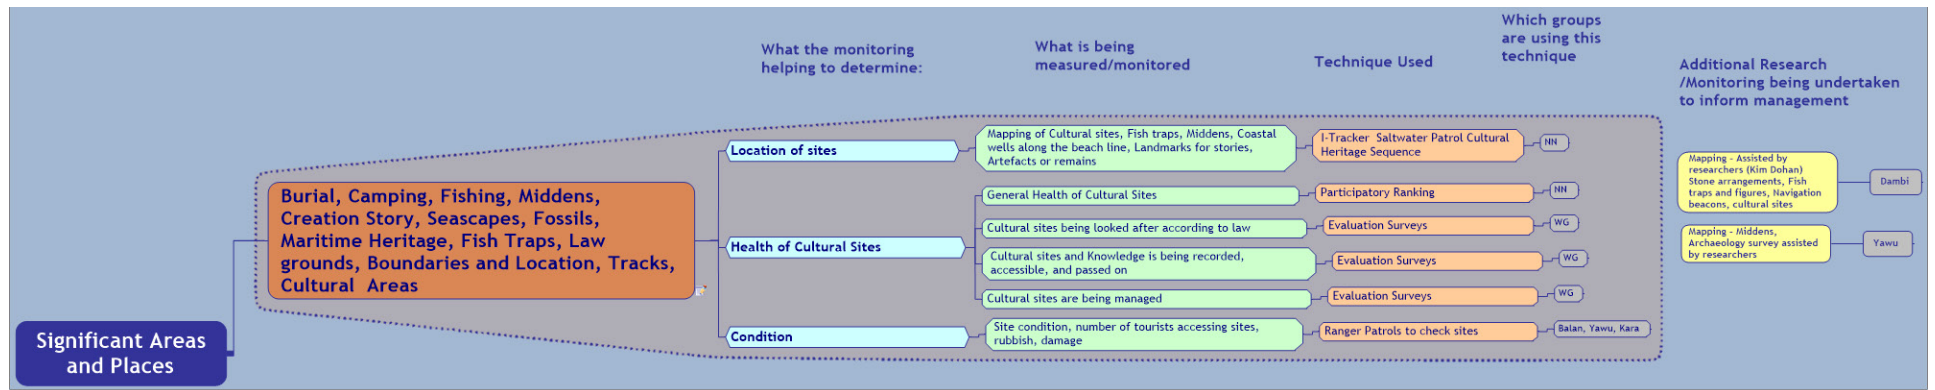 What the monitoring
helping to determine:
What is being
measured/monitored
Technique Used
Which groups
are using this
technique
Additional Research
/Monitoring being undertaken
to inform management
Significant Areas
and Places
Burial, Camping, Fishing, Middens,
Creation Story, Seascapes, Fossils,
Maritime Heritage, Fish Traps, Law
grounds, Boundaries and Location, Tracks,
Cultural Areas
Location of sites
Mapping of Cultural sites, Fish traps, Middens, Coastal
wells along the beach line, Landmarks for stories,
Artefacts or remains
I-Tracker Saltwater Patrol Cultural
Heritage Sequence
NN
Health of Cultural Sites
General Health of Cultural Sites
Participatory Ranking
NN
Cultural sites being looked after according to law
Evaluation Surveys
WG
Cultural sites and Knowledge is being recorded,
accessible, and passed on
Evaluation Surveys
WG
Cultural sites are being managed
Evaluation Surveys
WG
Condition
Site condition, number of tourists accessing sites,
rubbish, damage
Ranger Patrols to check sites
Balan, Yawu, Kara
Mapping - Assisted by
researchers (Kim Dohan)
Stone arrangements, Fish
traps and figures, Navigation
beacons, cultural sites
Dambi
Mapping - Middens,
Archaeology survey assisted
by researchers
Yawu